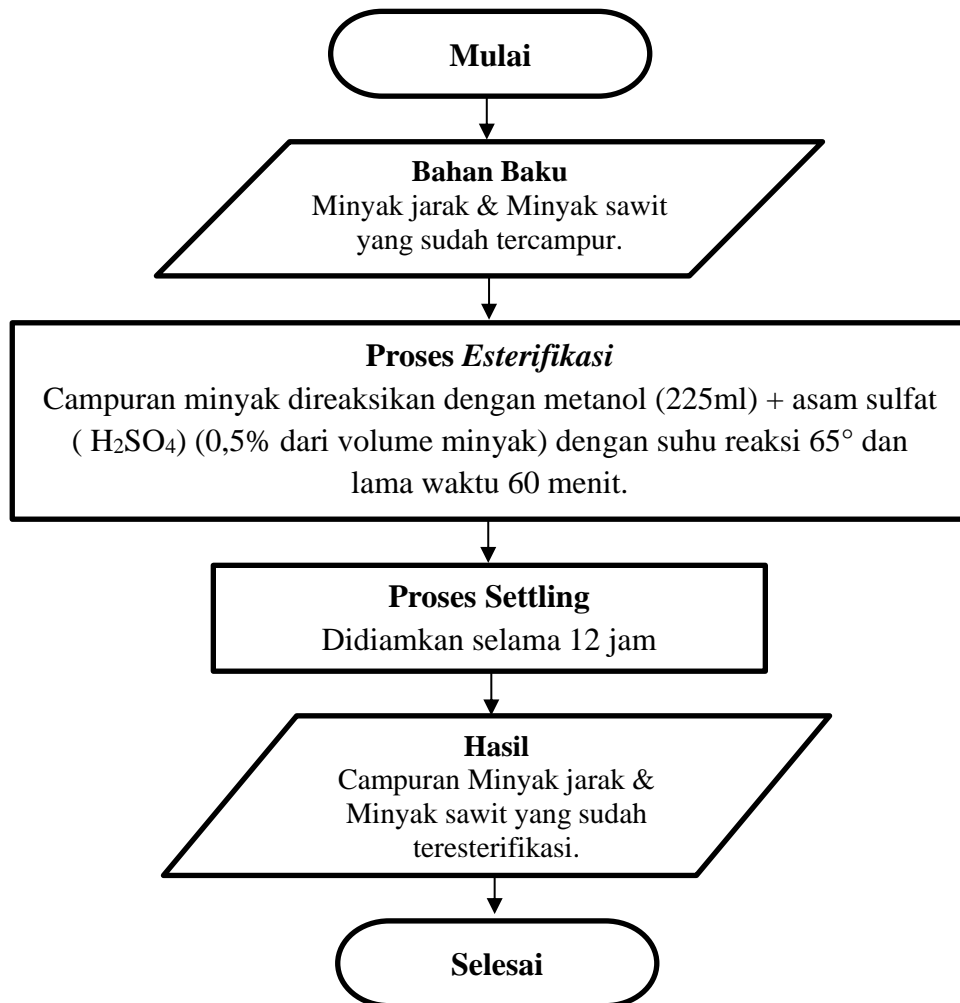 Mulai
Bahan Baku
Minyak jarak & Minyak sawit
yang sudah tercampur.
Proses Esterifikasi
Campuran minyak direaksikan dengan metanol (225ml) + asam sulfat
( H₂SO₄) (0,5% dari volume minyak) dengan suhu reaksi 65° dan
lama waktu 60 menit.
Proses Settling
Didiamkan selama 12 jam
Hasil
Campuran Minyak jarak &
Minyak sawit yang sudah
teresterifikasi.
Selesai